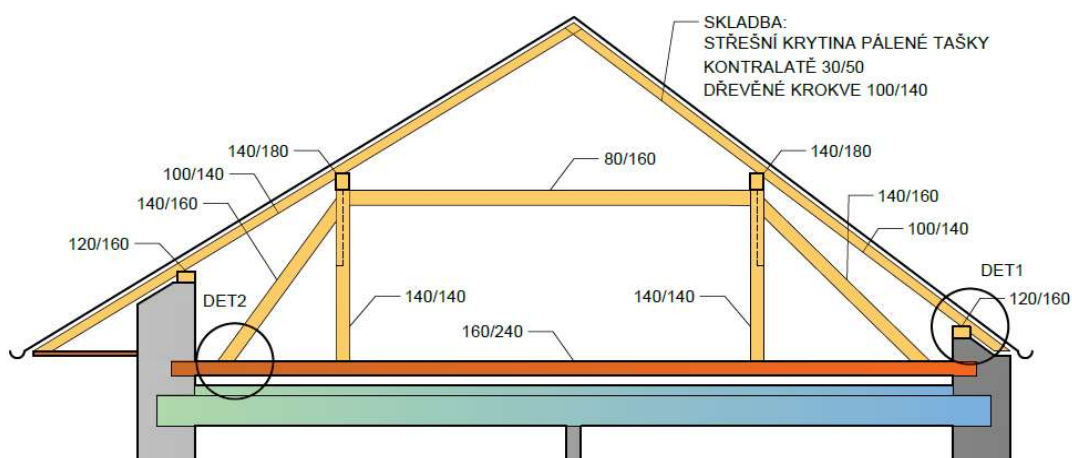 SKLADBA:
STŘEŠNÍ KRYTINA PÁLENÉ TAŠKY
KONTRALATĚ 30/50
DŘEVĚNÉ KROKVE 100/140
140/180
80/160
140/180
100/140
140/160
140/160
100/140
120/160
DET1
DET2
140/140
140/140
120/160
160/240